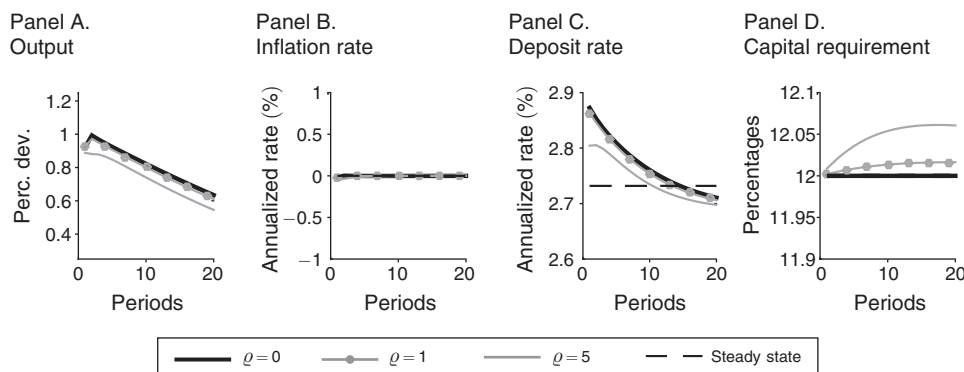 Panel A.
Output
Panel B.
Inflation rate
Panel C.
Deposit rate
Panel D.
Capital requirement
Perc. dev.
1.2
1
0.8
0.6
0.4
0 10 20
Periods
Annualized rate (%)
1
0.5
0
−0.5
−1
0 10 20
Periods
Annualized rate (%)
2.9
2.8
2.7
2.6
0 10 20
Periods
Percentages
12.1
12.05
12
11.95
11.9
0 10 20
Periods
ϱ = 0 ϱ = 1 ϱ = 5 Steady state